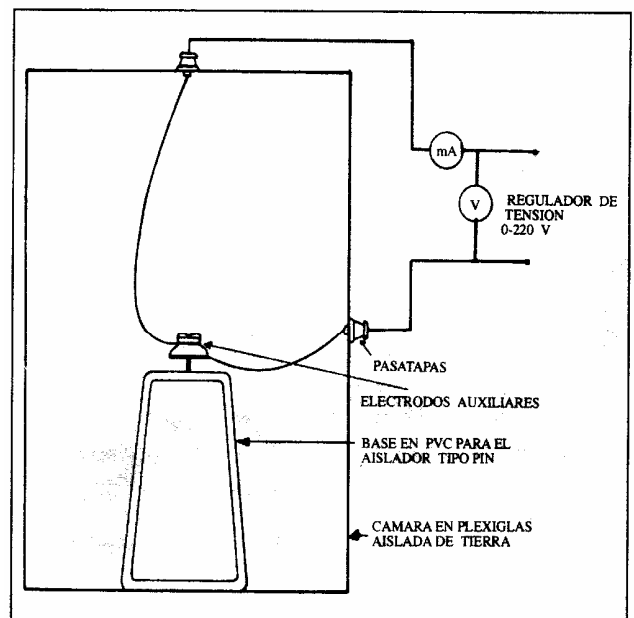 mA
V
REGULADOR DE
TENSION
0-220 V
PASATAPAS
ELECTRODOS AUXILIARES
BASE EN PVC PARA EL
AISLADOR TIPO PIN
CAMARA EN PLEXIGLAS
AISLADA DE TIERRA